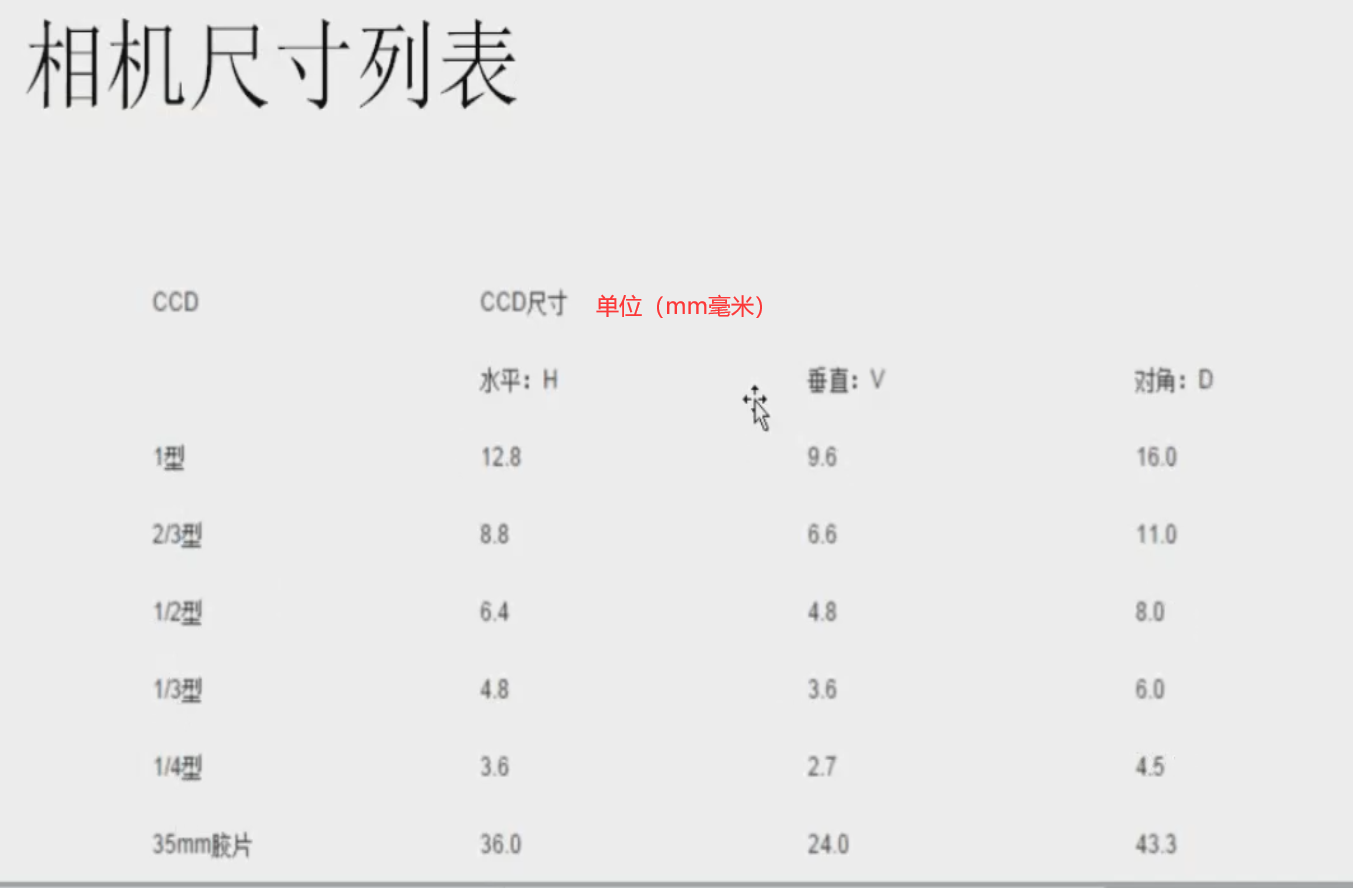 相机尺寸列表
CCD CCD尺寸 单位（mm毫米）
水平：H 垂直：V 对角：D
1型 12.8 9.6 16.0
2/3型 8.8 6.6 11.0
1/2型 6.4 4.8 8.0
1/3型 4.8 3.6 6.0
1/4型 3.6 2.7 4.5
35mm胶片 36.0 24.0 43.3